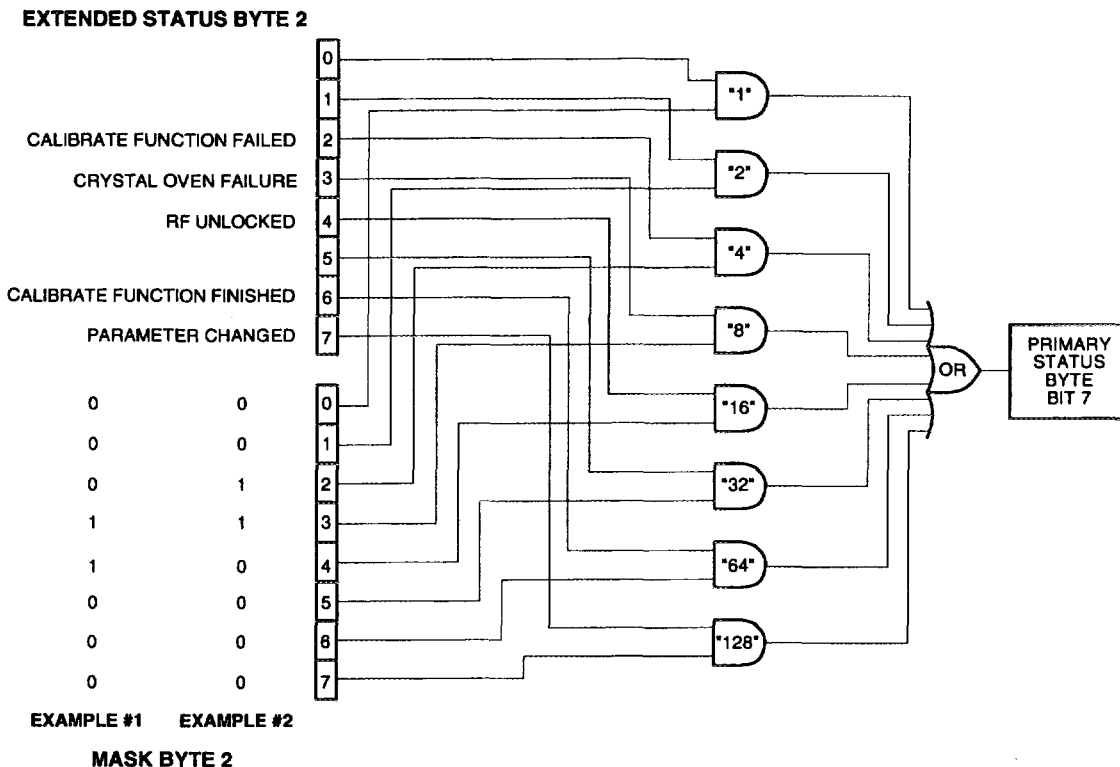 EXTENDED STATUS BYTE 2
0
1
CALIBRATE FUNCTION FAILED 2
CRYSTAL OVEN FAILURE 3
RF UNLOCKED 4
5
CALIBRATE FUNCTION FINISHED 6
PARAMETER CHANGED 7
"1"
"2"
"4"
"8"
"16"
"32"
"64"
"128"
OR
PRIMARY
STATUS
BYTE
BIT 7
0 0 0
0 0 1
0 1 2
1 1 3
1 0 4
0 0 5
0 0 6
0 0 7
EXAMPLE #1 EXAMPLE #2
MASK BYTE 2